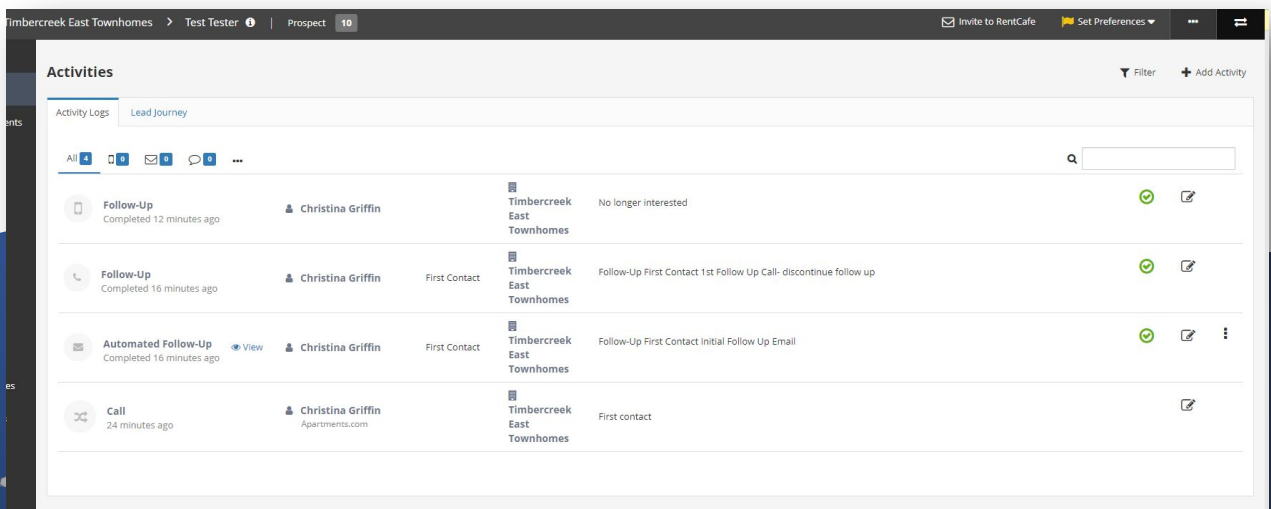 Timbercreek East Townhomes > Test Tester | Prospect 10 Invite to RentCafe Set Preferences
Activities Filter Add Activity
Activity Logs Lead Journey
ents
All 4 0 0 0
Follow-Up
Completed 12 minutes ago
Christina Griffin
Timbercreek
East
Townhomes
No longer interested
Follow-Up
Completed 16 minutes ago
Christina Griffin
First Contact
Timbercreek
East
Townhomes
Follow-Up First Contact 1st Follow Up Call- discontinue follow up
Automated Follow-Up
Completed 16 minutes ago
View
Christina Griffin
First Contact
Timbercreek
East
Townhomes
Follow-Up First Contact Initial Follow Up Email
es
Call
24 minutes ago
Christina Griffin
Apartments.com
Timbercreek
East
Townhomes
First contact